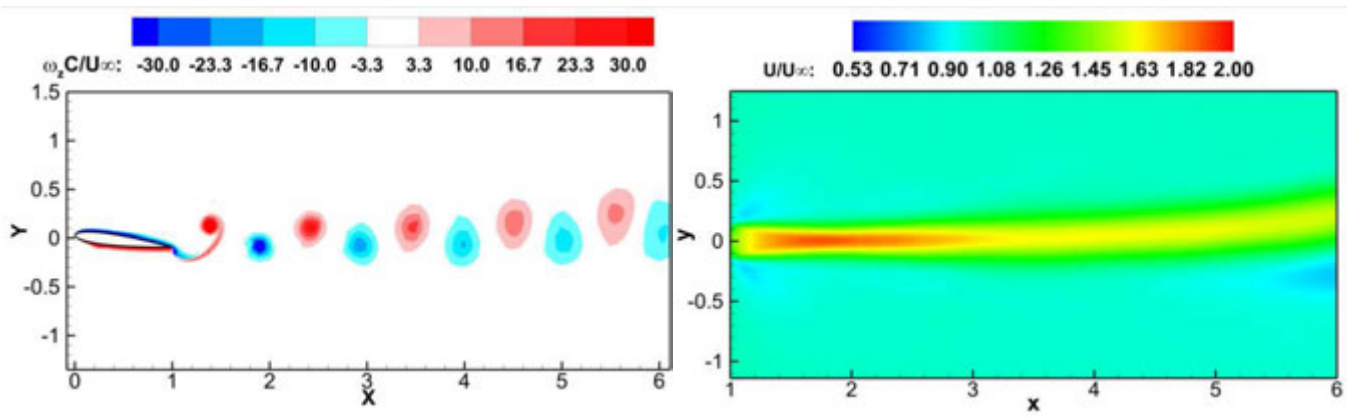 ω_zC/U∞: -30.0 -23.3 -16.7 -10.0 -3.3 3.3 10.0 16.7 23.3 30.0
1.5
1
0.5
0
-0.5
-1
Y
0 1 2 3 4 5 6
X
U/U∞: 0.53 0.71 0.90 1.08 1.26 1.45 1.63 1.82 2.00
1
0.5
0
-0.5
-1
y
1 2 3 4 5 6
x